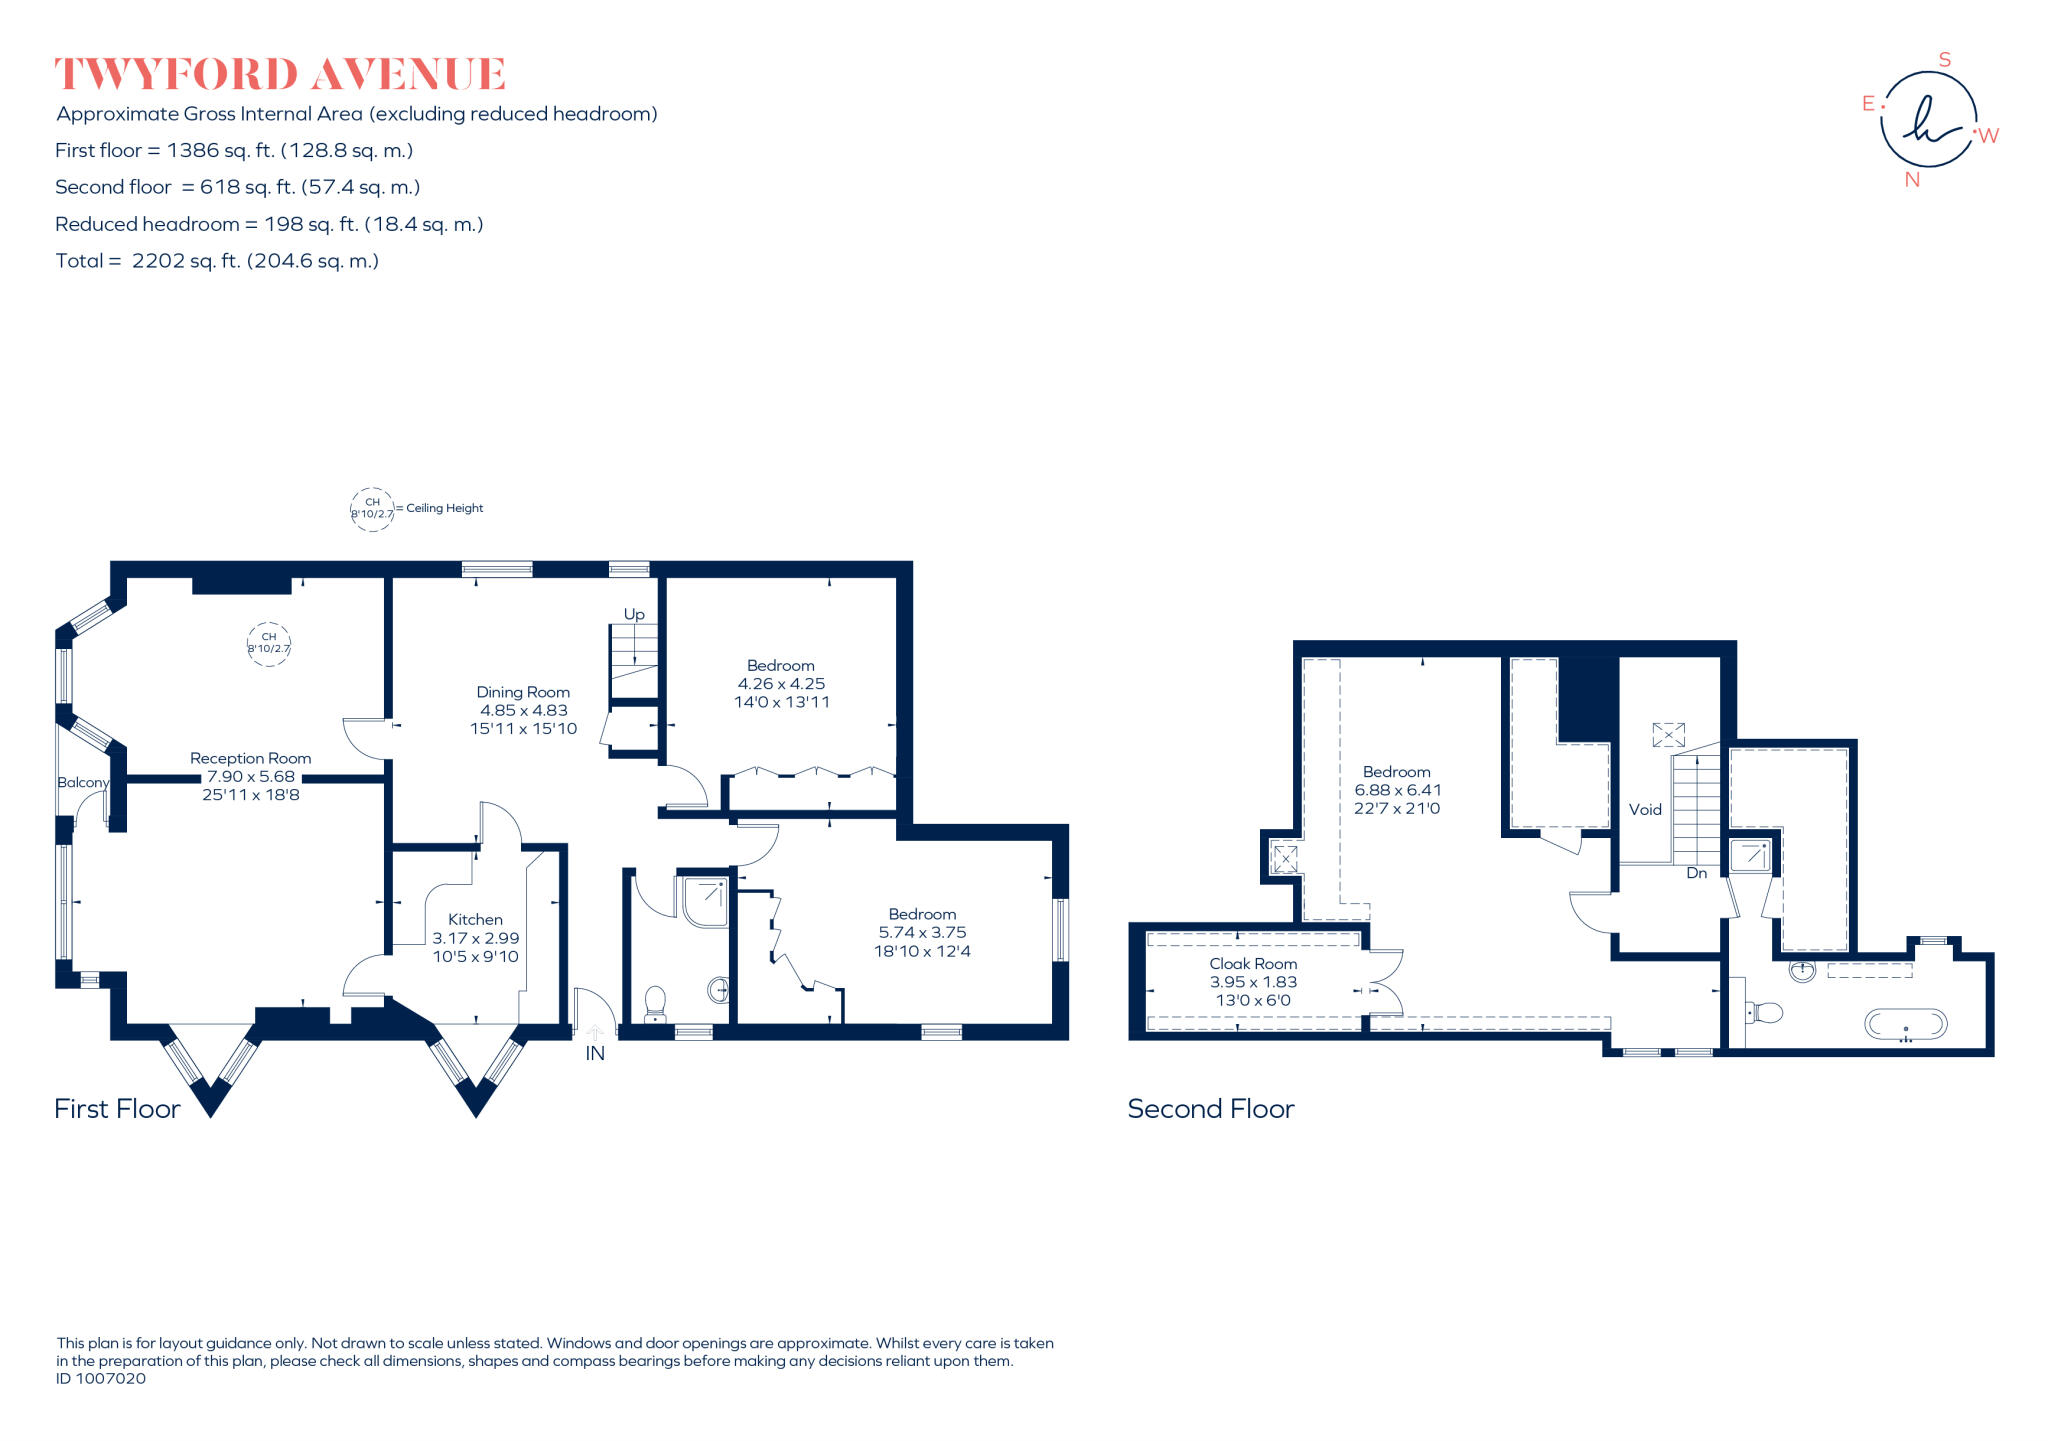 TWYFORD AVENUE
Approximate Gross Internal Area (excluding reduced headroom)
First floor = 1386 sq. ft. (128.8 sq. m.)
Second floor = 618 sq. ft. (57.4 sq. m.)
Reduced headroom = 198 sq. ft. (18.4 sq. m.)
Total = 2202 sq. ft. (204.6 sq. m.)
S
E
W
N
CH
8'10/2.7
= Ceiling Height
CH
8'10/2.7
Reception Room
7.90 x 5.68
25'11 x 18'8
Balcony
Dining Room
4.85 x 4.83
15'11 x 15'10
Up
Bedroom
4.26 x 4.25
14'0 x 13'11
Kitchen
3.17 x 2.99
10'5 x 9'10
Bedroom
5.74 x 3.75
18'10 x 12'4
IN
First Floor
Bedroom
6.88 x 6.41
22'7 x 21'0
Void
Dn
Cloak Room
3.95 x 1.83
13'0 x 6'0
Second Floor
This plan is for layout guidance only. Not drawn to scale unless stated. Windows and door openings are approximate. Whilst every care is taken
in the preparation of this plan, please check all dimensions, shapes and compass bearings before making any decisions reliant upon them.
ID 1007020